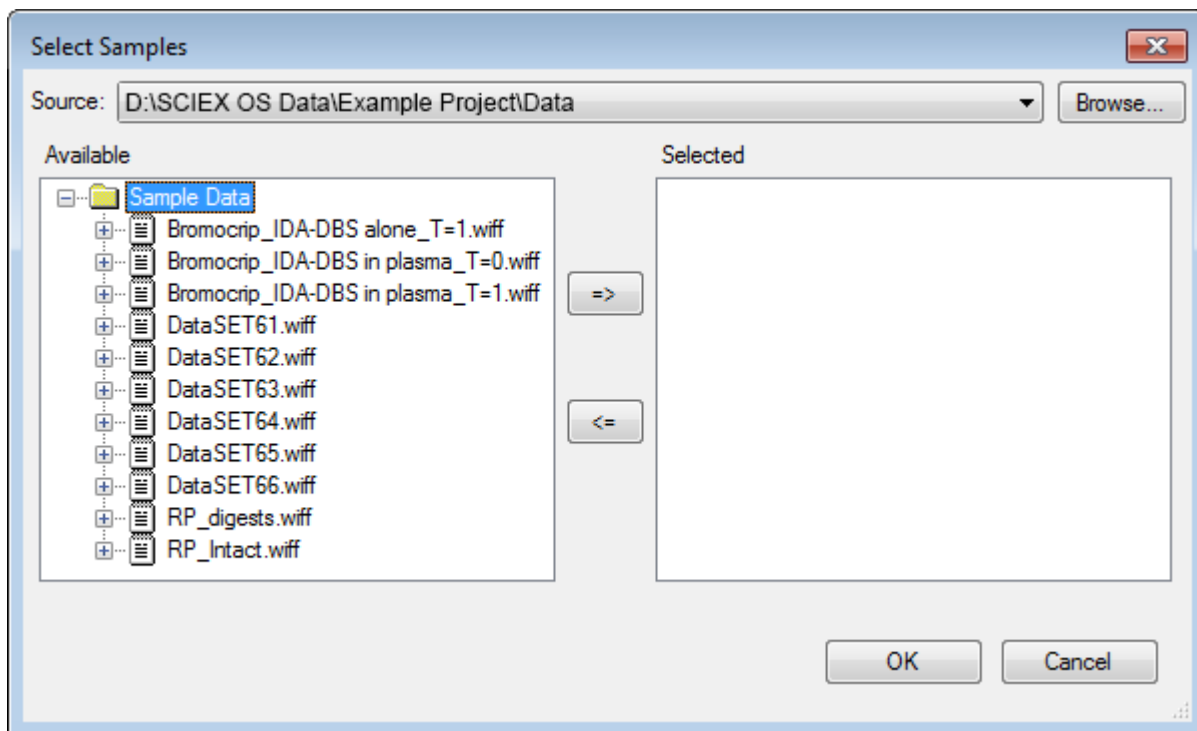 Select Samples
Source: D:\SCIEX OS Data\Example Project\Data Browse...
Available Selected
Sample Data
Bromocrip_IDA-DBS alone_T=1.wiff
Bromocrip_IDA-DBS in plasma_T=0.wiff
Bromocrip_IDA-DBS in plasma_T=1.wiff
=>
DataSET61.wiff
DataSET62.wiff
DataSET63.wiff
DataSET64.wiff
<=
DataSET65.wiff
DataSET66.wiff
RP_digests.wiff
RP_Intact.wiff
OK Cancel